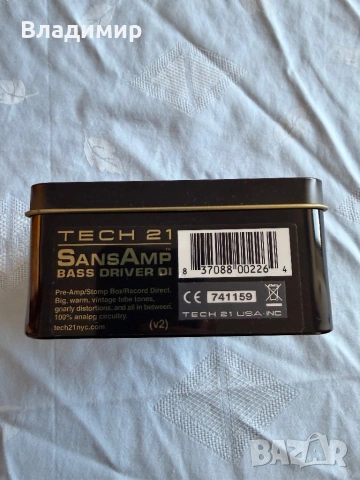 Владимир
TECH 21
SANSAMP™
BASS DRIVER DI
Pre-Amp/Stomp Box/Record Direct.
Big, warm, vintage tube tones,
gnarly distortions, and all in between.
100% analog circuitry.
tech21nyc.com (v2)
8 37088 00226 4
CE 741159
TECH 21 USA INC
BAZAR